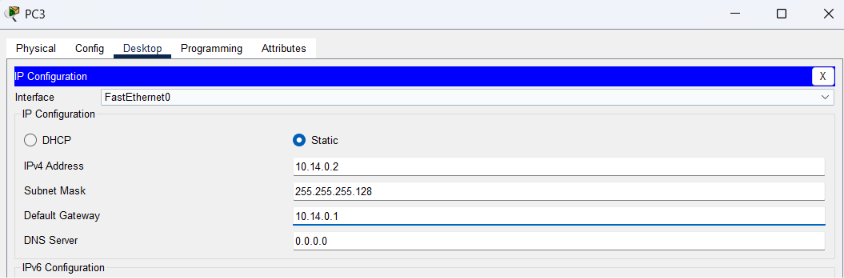 PC3
Physical Config Desktop Programming Attributes
IP Configuration X
Interface FastEthernet0
IP Configuration
DHCP Static
IPv4 Address 10.14.0.2
Subnet Mask 255.255.255.128
Default Gateway 10.14.0.1
DNS Server 0.0.0.0
IPv6 Configuration